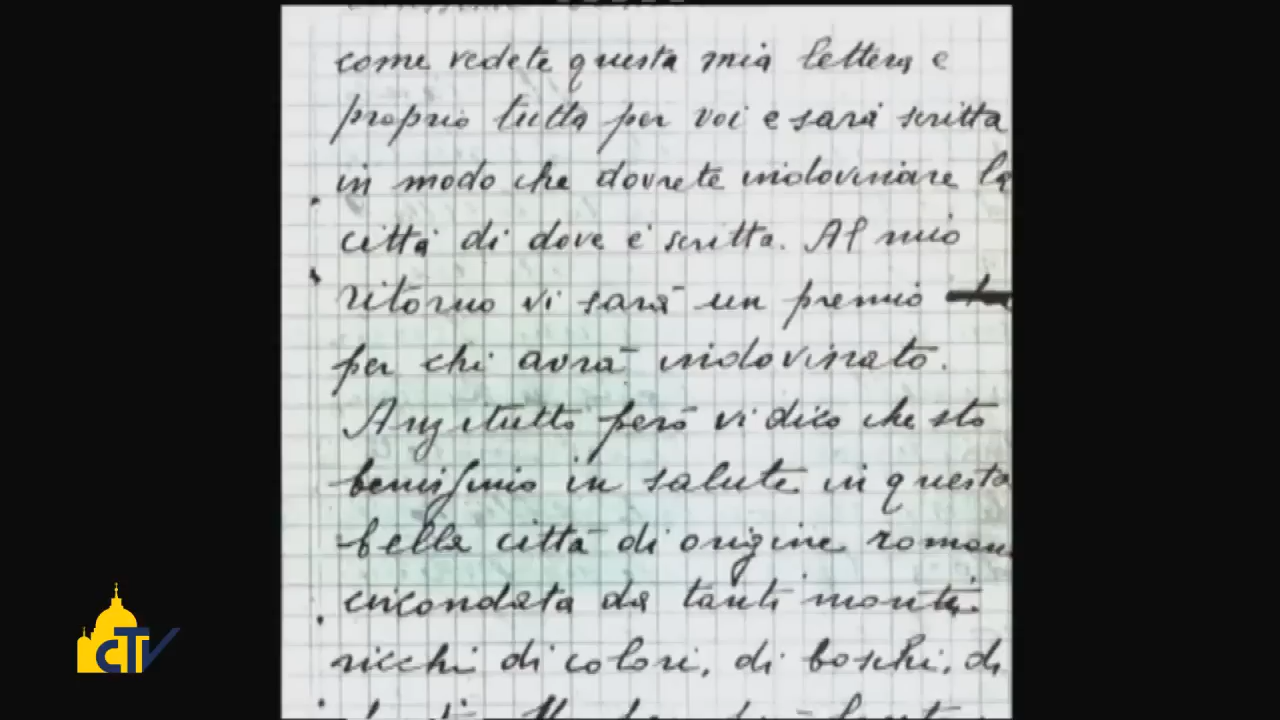 come vedete questa mia lettera e
proprio tutta per voi e sarà scritta
in modo che dovrete indovinare la
città di dove è scritta. Al mio
ritorno vi sarà un premio
per chi avrà indovinato.
Anzitutto però vi dico che sto
benissimo in salute in questa
bella città di origine romana
circondata da tanti monti
ricchi di colori, di boschi, di
CTV